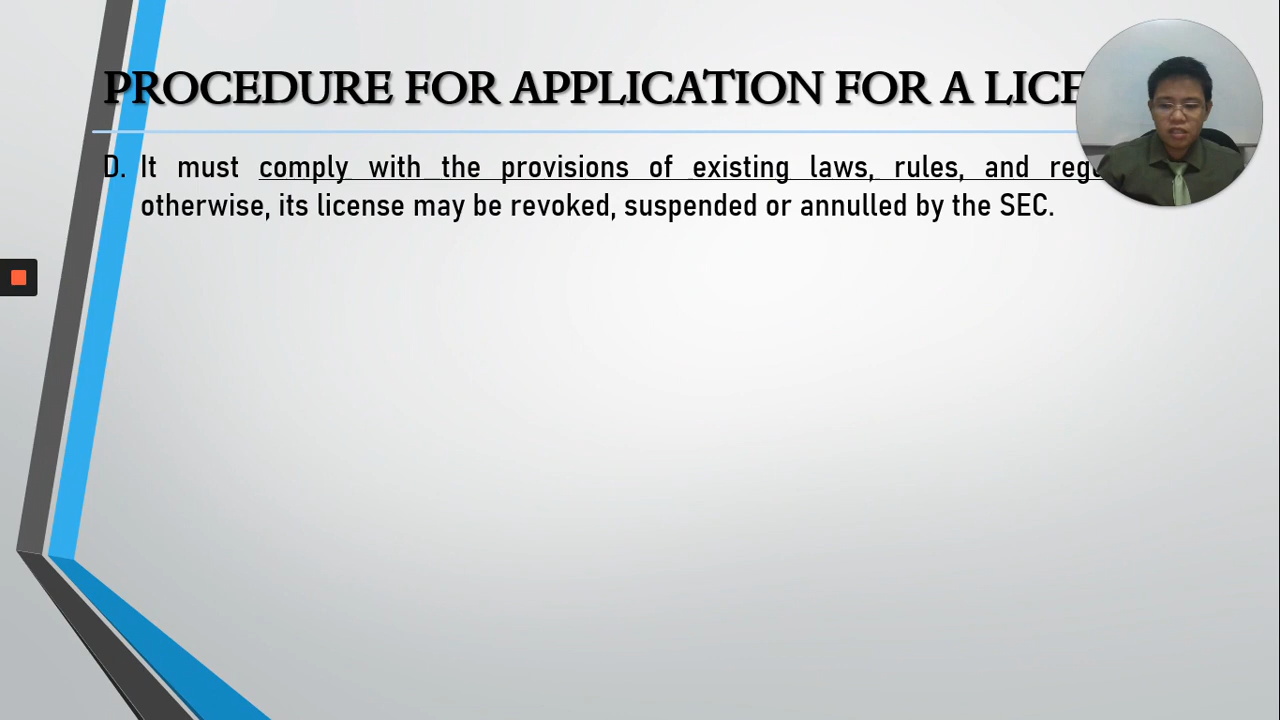 PROCEDURE FOR APPLICATION FOR A
D. It must comply with the provisions of existing laws, rules, and
otherwise, its license may be revoked, suspended or annulled by the SEC.